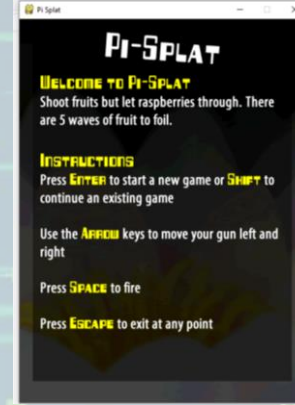 Pi Splat
Pi-Splat
Welcome to Pi-Splat
Shoot fruits but let raspberries through. There
are 5 waves of fruit to foil.
Instructions
Press Enter to start a new game or Shift to
continue an existing game
Use the Arrow keys to move your gun left and
right
Press Space to fire
Press Escape to exit at any point